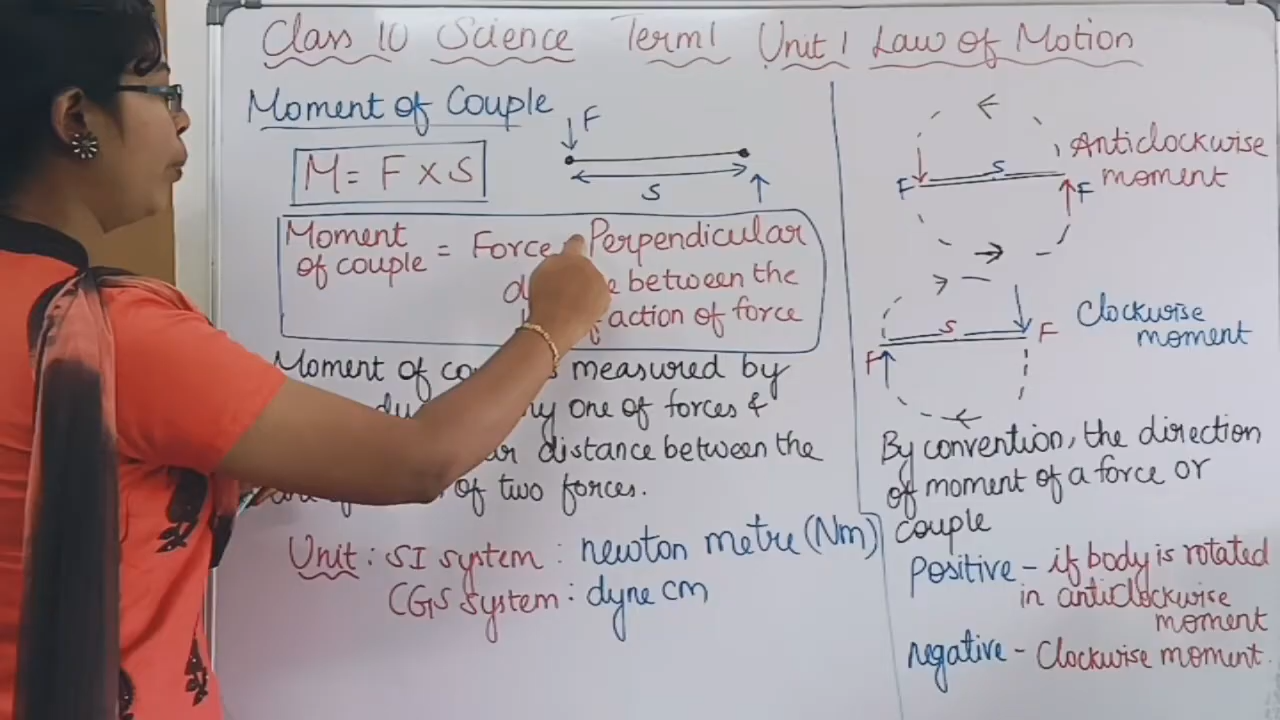 Class 10 Science Term 1 Unit 1 Law of Motion
Moment of Couple
F
M = F x S
S
Moment of couple = Force Perpendicular
between the
action of force
Moment of measured by
any one of forces &
distance between the
of two forces.
Unit : SI system : newton metre (Nm)
CGS system : dyne cm
Anticlockwise
moment
F S F
S F
F
Clockwise
moment
By convention, the direction
of moment of a force or
couple
Positive - if body is rotated
in anticlockwise
moment
negative - Clockwise moment.